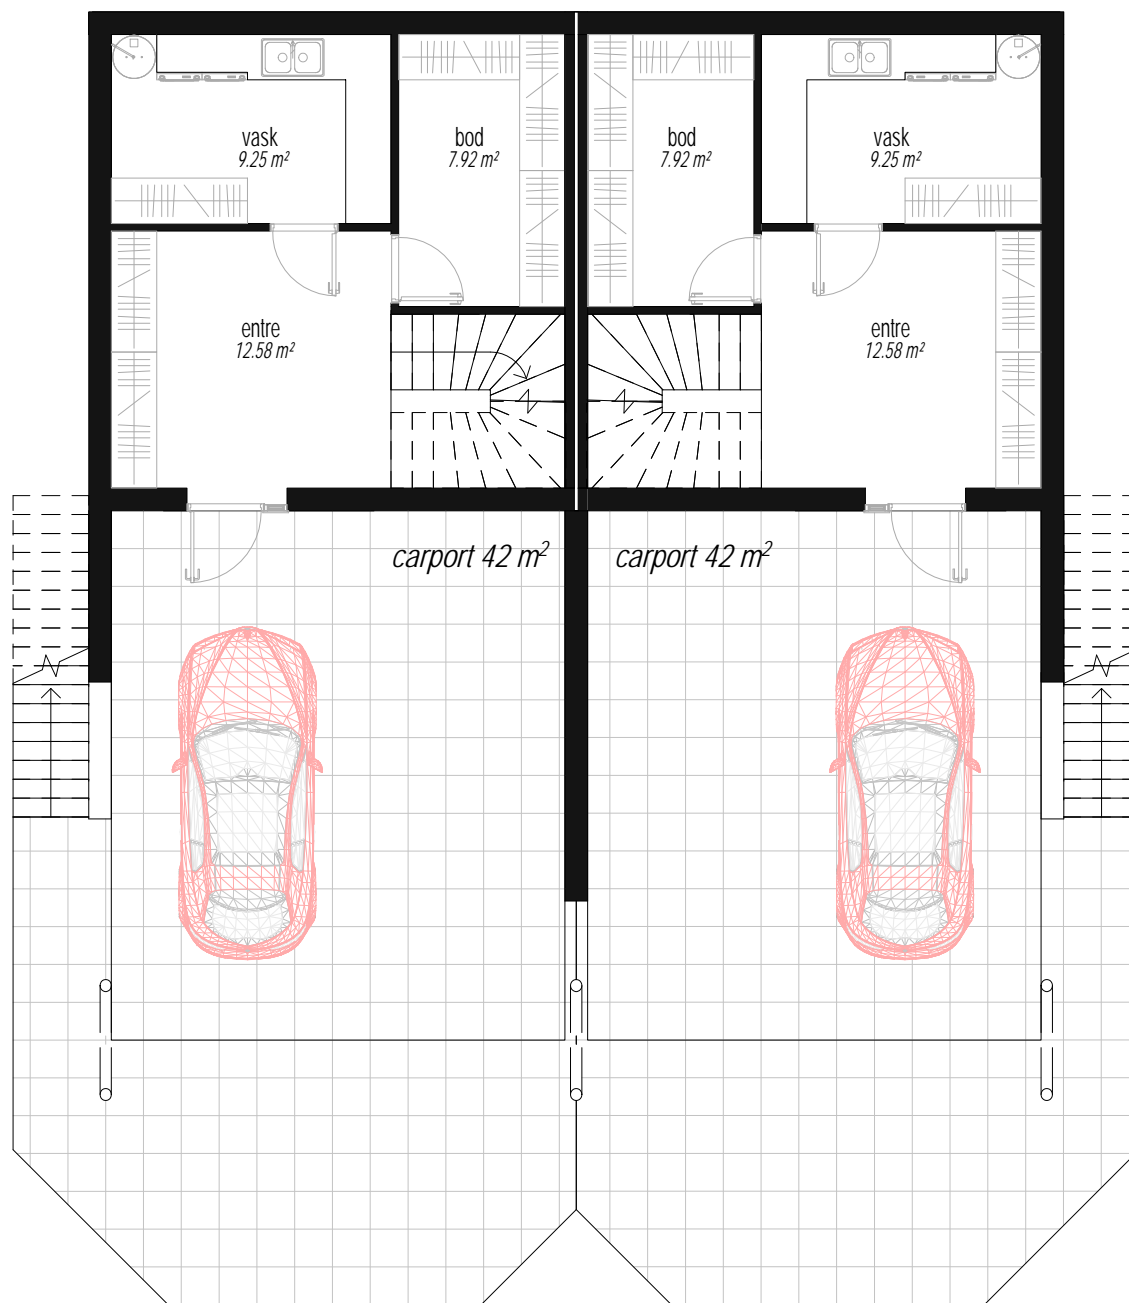 vask
9.25 m²
bod
7.92 m²
bod
7.92 m²
vask
9.25 m²
entre
12.58 m²
entre
12.58 m²
carport 42 m²
carport 42 m²